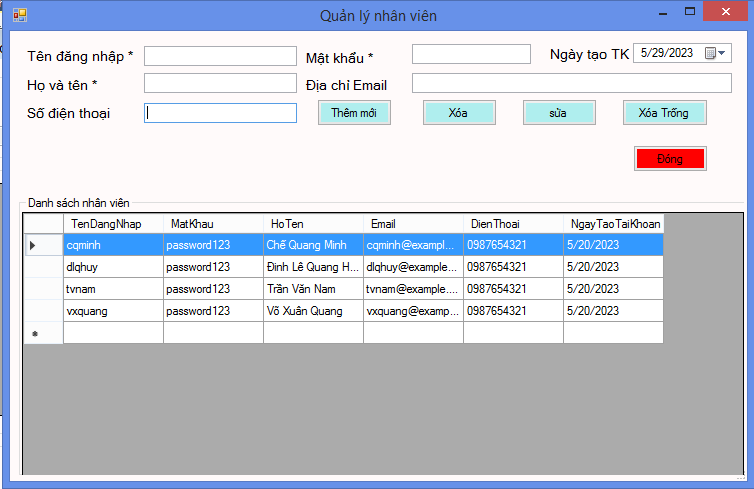 Quản lý nhân viên
Tên đăng nhập * Mật khẩu * Ngày tạo TK 5/29/2023
Họ và tên * Địa chỉ Email
Số điện thoại Thêm mới Xóa sửa Xóa Trống
Đóng
Danh sách nhân viên
TenDangNhap MatKhau HoTen Email DienThoai NgayTaoTaiKhoan
cqminh password123 Chế Quang Minh cqminh@exampl... 0987654321 5/20/2023
dlqhuy password123 Đinh Lê Quang H... dlqhuy@example... 0987654321 5/20/2023
tvnam password123 Trần Văn Nam tvnam@example.... 0987654321 5/20/2023
vxquang password123 Võ Xuân Quang vxquang@examp... 0987654321 5/20/2023